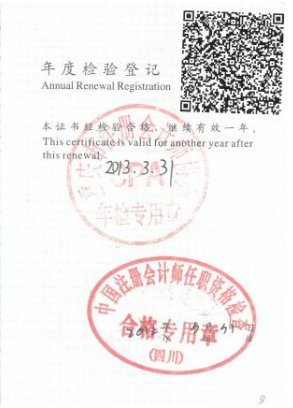 年度检验登记
Annual Renewal Registration
本证书经检验合格，继续有效一年。
This certificate is valid for another year after
this renewal.
2013.3.31
CPA
年检专用章
中国注册会计师任职资格检查
合格专用章
(四川)